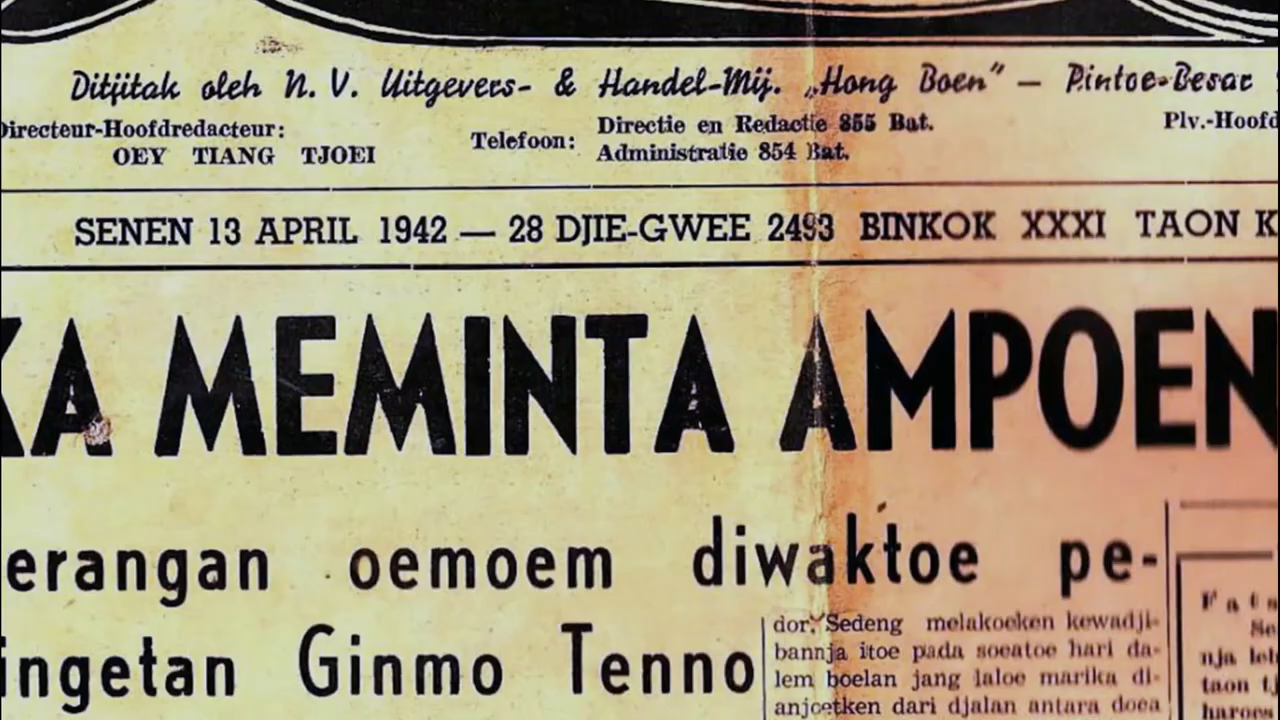 Ditjitak oleh N. V. Uitgevers- & Handel-Mij. „Hong Boen" — Pintoe-Besar
Directeur-Hoofdredacteur:
OEY TIANG TJOEI
Telefoon:
Directie en Redactie 855 Bat.
Administratie 854 Bat.
Plv.-Hoofd
SENEN 13 APRIL 1942 — 28 DJIE-GWEE 2493 BINKOK XXXI TAON K
KA MEMINTA AMPOEN
erangan oemoem diwaktoe pe-
ingetan Ginmo Tenno
dor. Sedeng melakoeken kewadji-
bannja itoe pada soeatoe hari da-
lem boelan jang laloe marika di-
anjoetken dari djalan antara doea
nja
taon
haroes